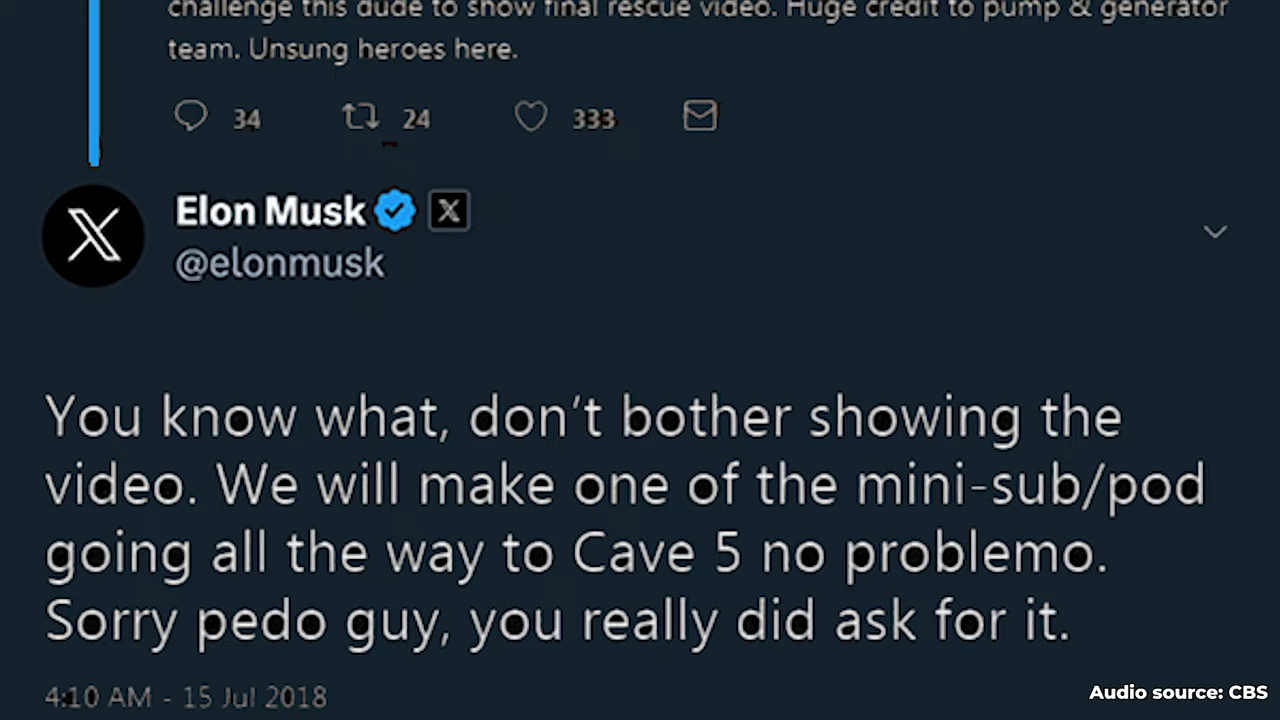 challenge this dude to show final rescue video. Huge credit to pump & generator
team. Unsung heroes here.
34 24 333
Elon Musk
@elonmusk
You know what, don't bother showing the
video. We will make one of the mini-sub/pod
going all the way to Cave 5 no problemo.
Sorry pedo guy, you really did ask for it.
4:10 AM - 15 Jul 2018
Audio source: CBS